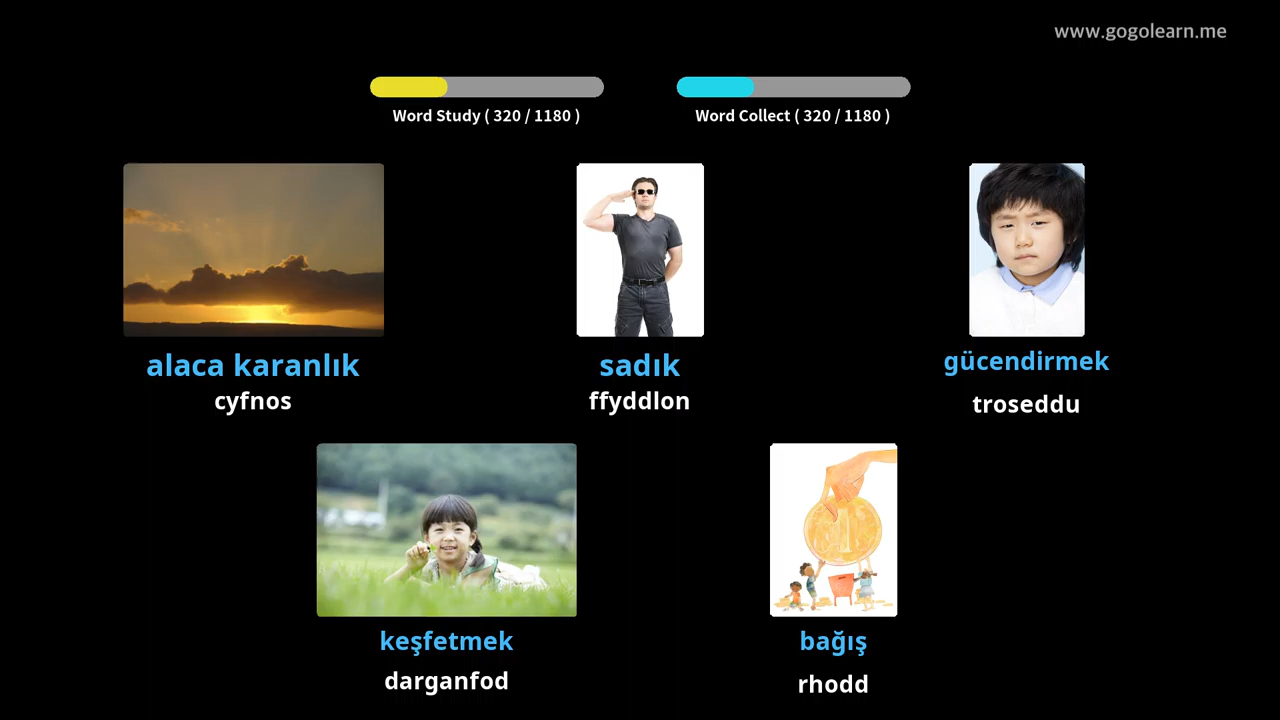 www.gogolearn.me
Word Study ( 320 / 1180 )
Word Collect ( 320 / 1180 )
alaca karanlık
cyfnos
sadık
ffyddlon
gücendirmek
troseddu
keşfetmek
darganfod
bağış
rhodd